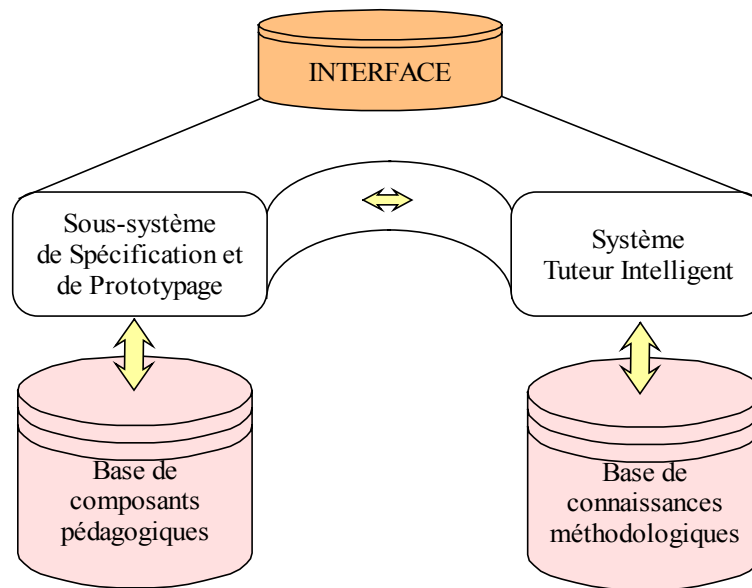 INTERFACE
Sous-système
de Spécification et
de Prototypage
Système
Tuteur Intelligent
Base de
composants
pédagogiques
Base de
connaissances
méthodologiques